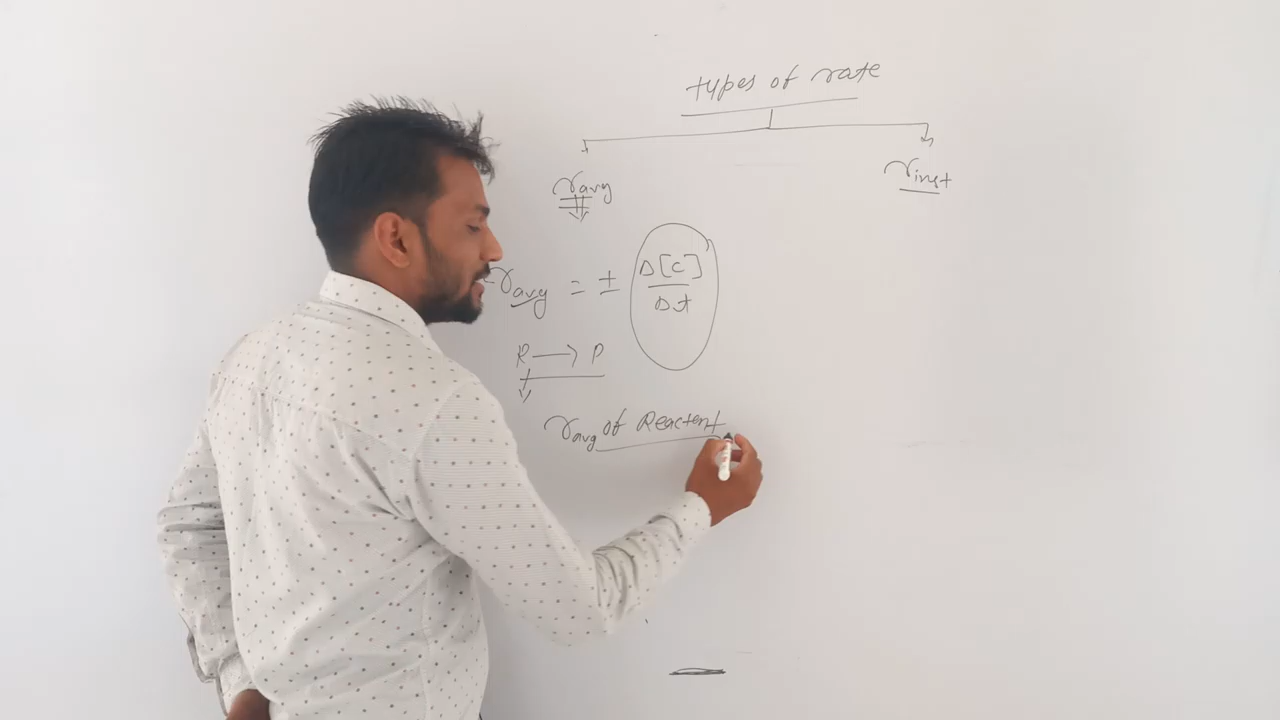 types of rate
ravg
rinst
ravg = ± Δ[C] / Δt
R → P
ravg of Reactent